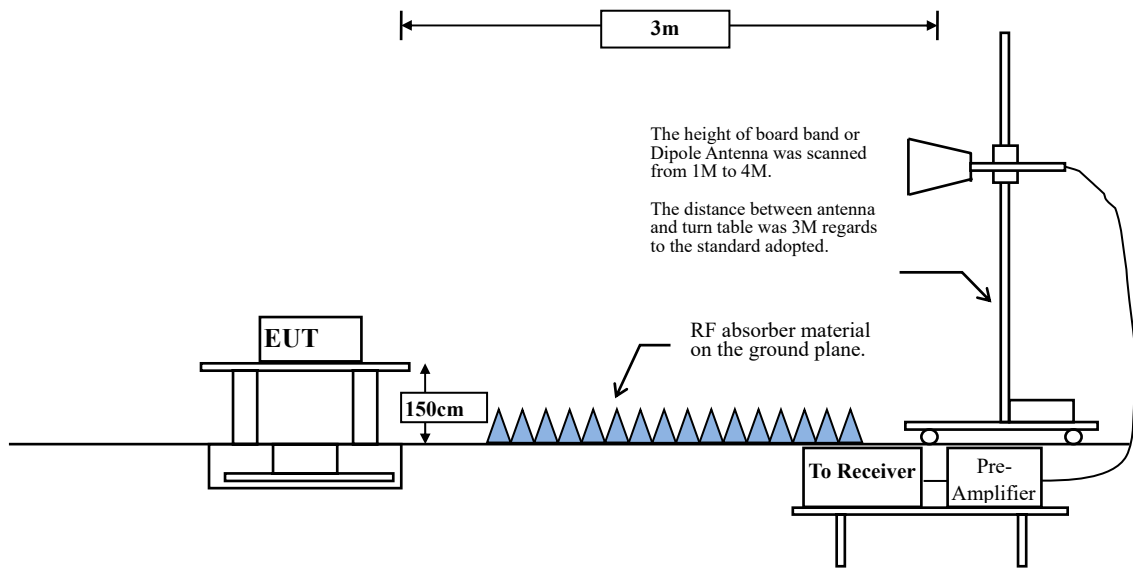 3m
The height of board band or
Dipole Antenna was scanned
from 1M to 4M.
The distance between antenna
and turn table was 3M regards
to the standard adopted.
EUT
RF absorber material
on the ground plane.
150cm
To Receiver
Pre-
Amplifier